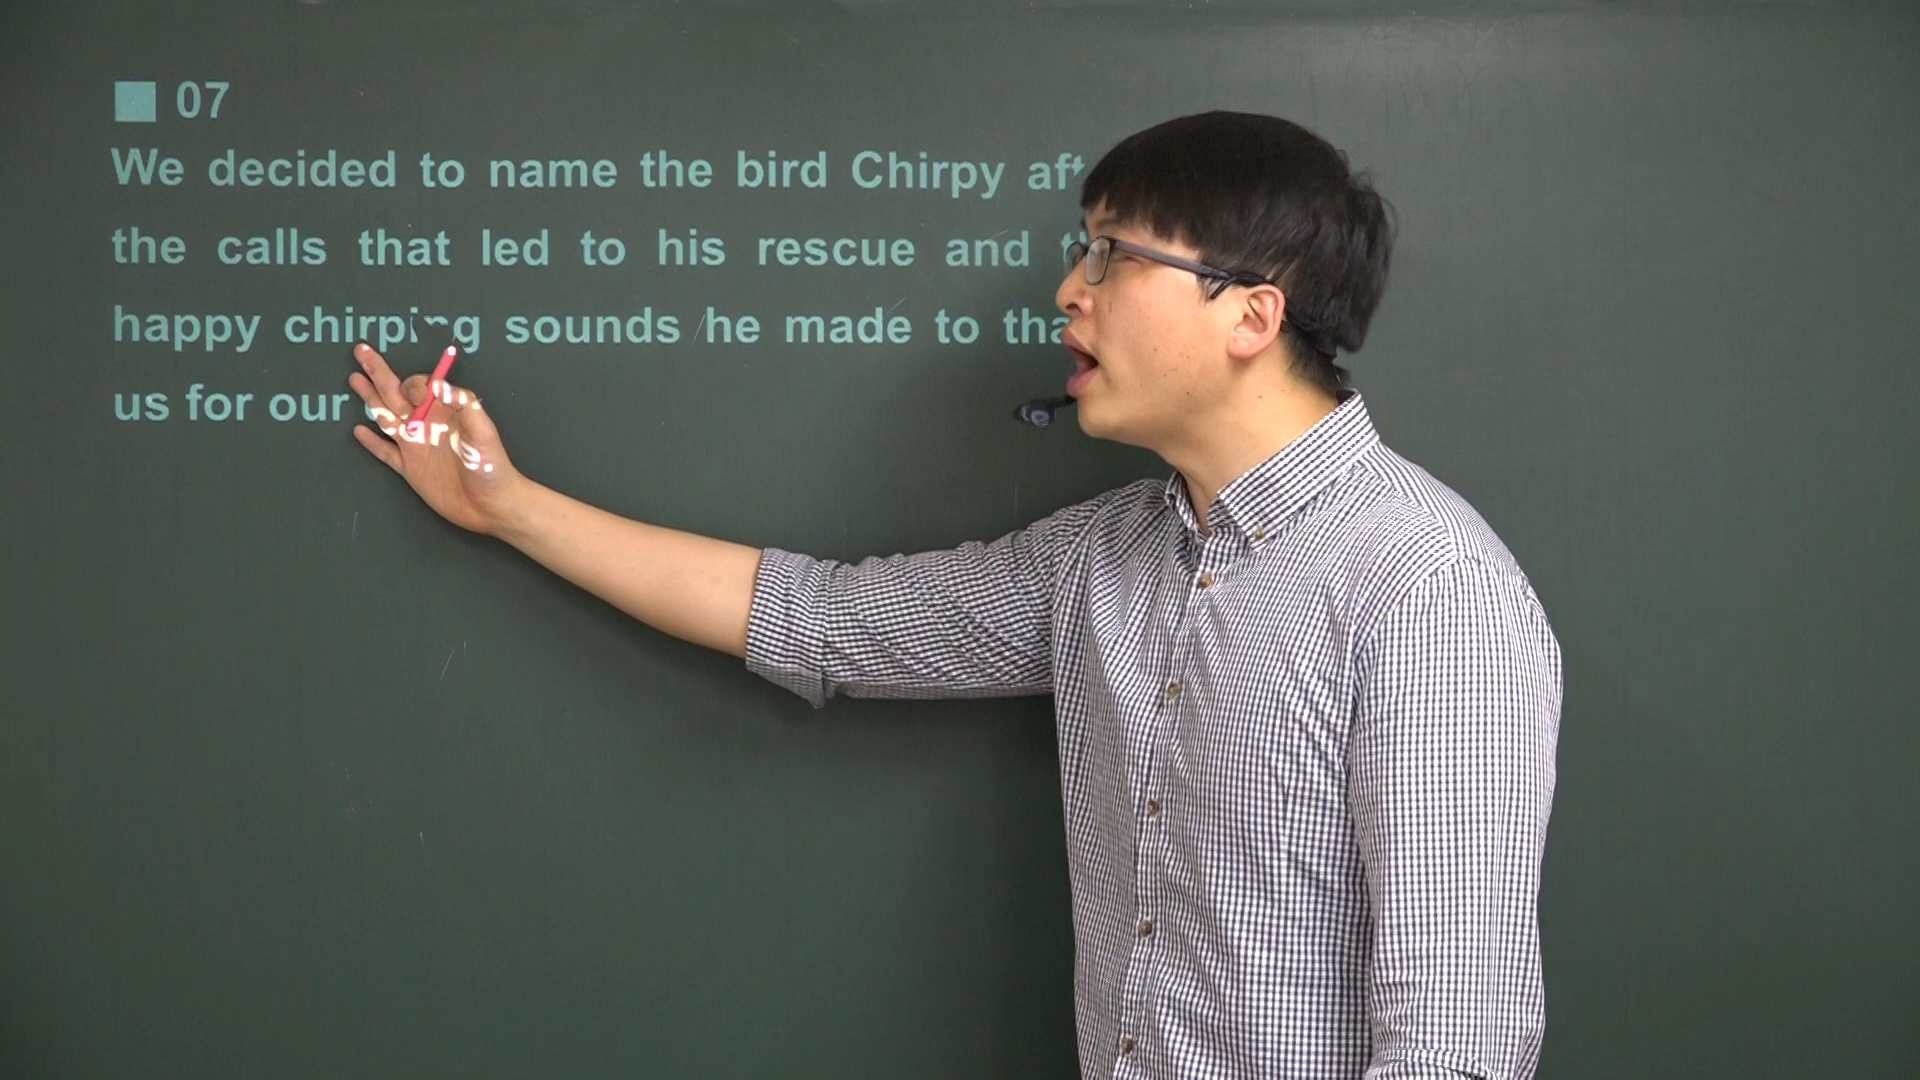 07
We decided to name the bird Chirpy
the calls that led to his rescue and
happy chirping sounds he made to
us for our care.